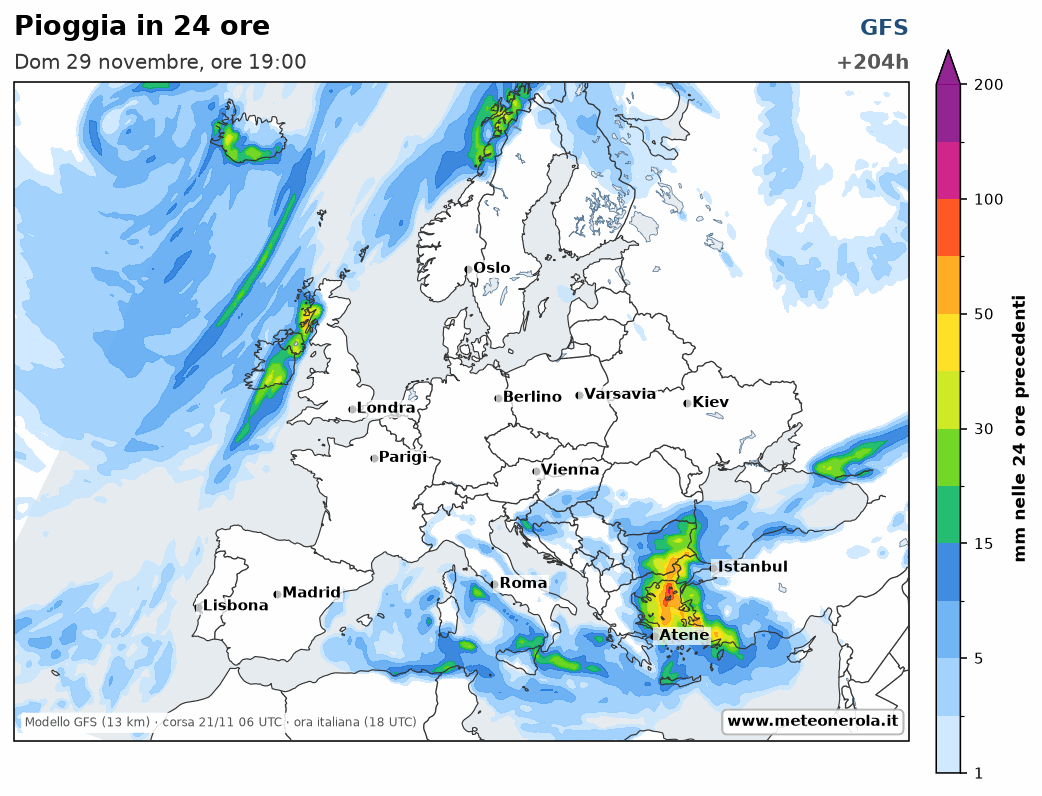 Pioggia in 24 ore
GFS
Dom 29 novembre, ore 19:00
+204h
200
100
50
30
15
5
1
mm nelle 24 ore precedenti
Oslo
Londra
Berlino
Varsavia
Kiev
Parigi
Vienna
Istanbul
Roma
Madrid
Lisbona
Atene
Modello GFS (13 km) · corsa 21/11 06 UTC · ora italiana (18 UTC)
www.meteonerola.it